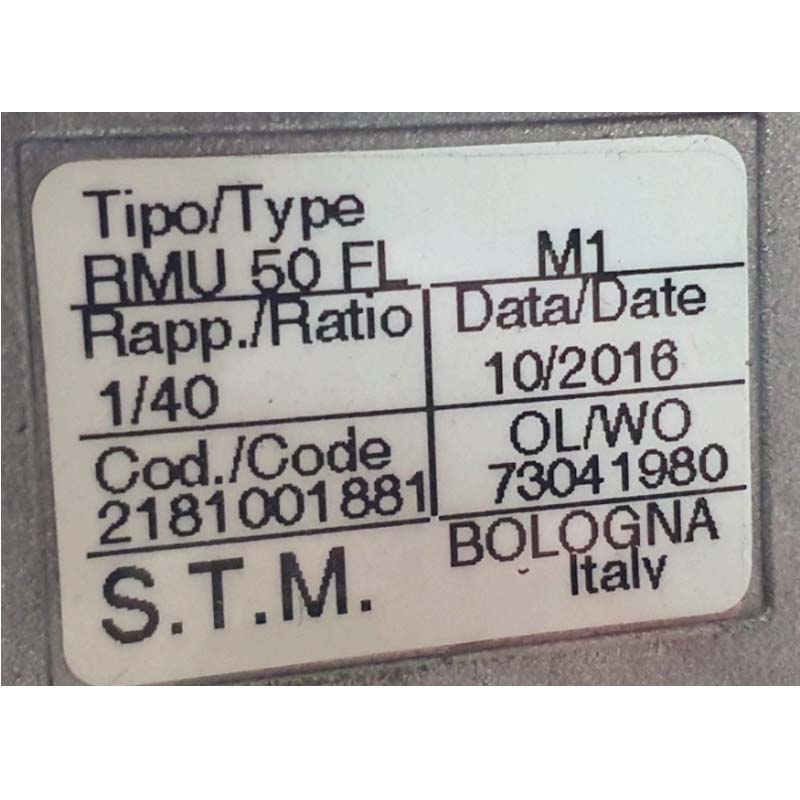 Tipo/Type
RMU 50 FL M1
Rapp./Ratio Data/Date
1/40 10/2016
Cod./Code OL/WO
2181001881 73041980
S.T.M. BOLOGNA
Italy